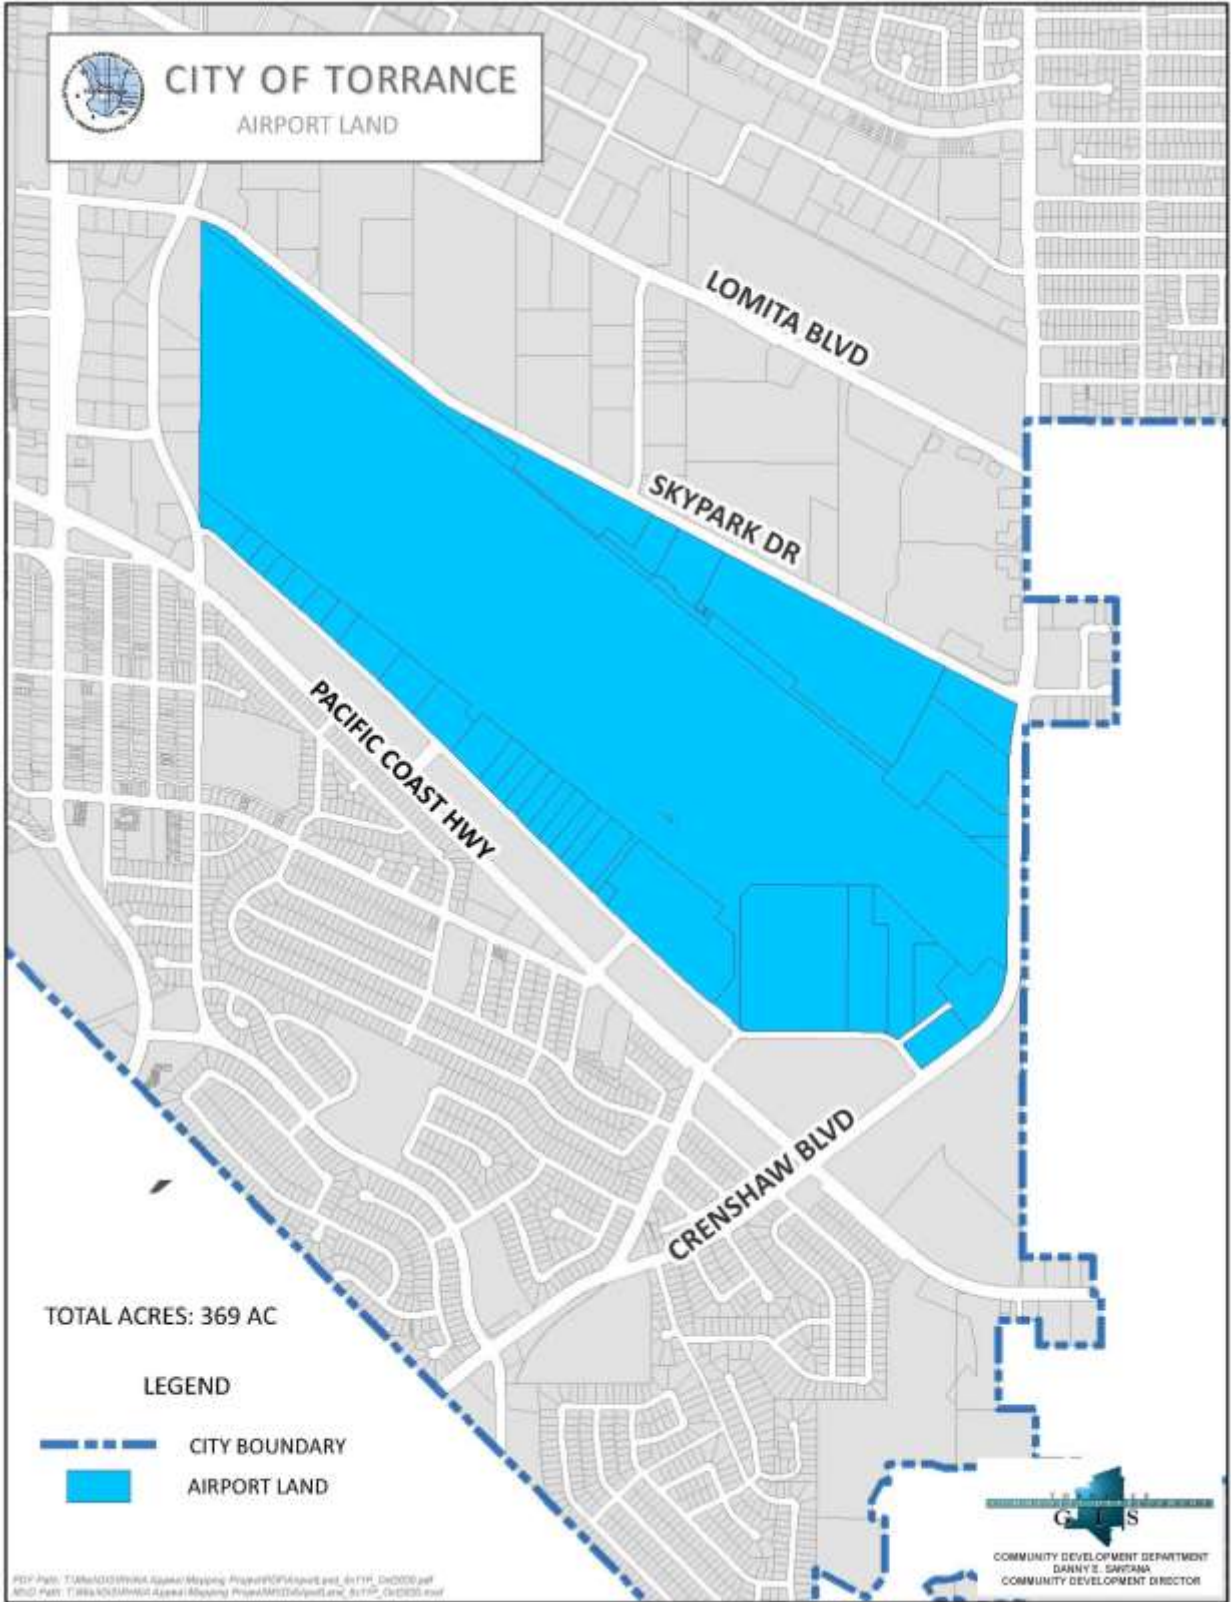 CITY OF TORRANCE
AIRPORT LAND
LOMITA BLVD
SKYPARK DR
PACIFIC COAST HWY
CRENSHAW BLVD
TOTAL ACRES: 369 AC
LEGEND
CITY BOUNDARY
AIRPORT LAND
G I S
COMMUNITY DEVELOPMENT DEPARTMENT
DANNY E. SANTANA
COMMUNITY DEVELOPMENT DIRECTOR